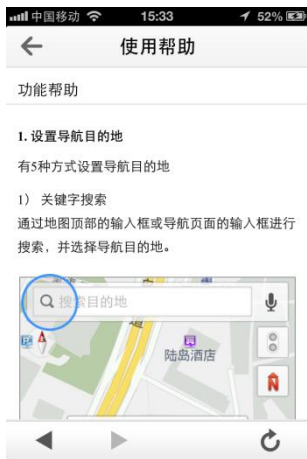 中国移动 15:33 52%
使用帮助
功能帮助
1. 设置导航目的地
有5种方式设置导航目的地
1） 关键字搜索
通过地图顶部的输入框或导航页面的输入框进行
搜索，并选择导航目的地。
搜索目的地
陆岛酒店